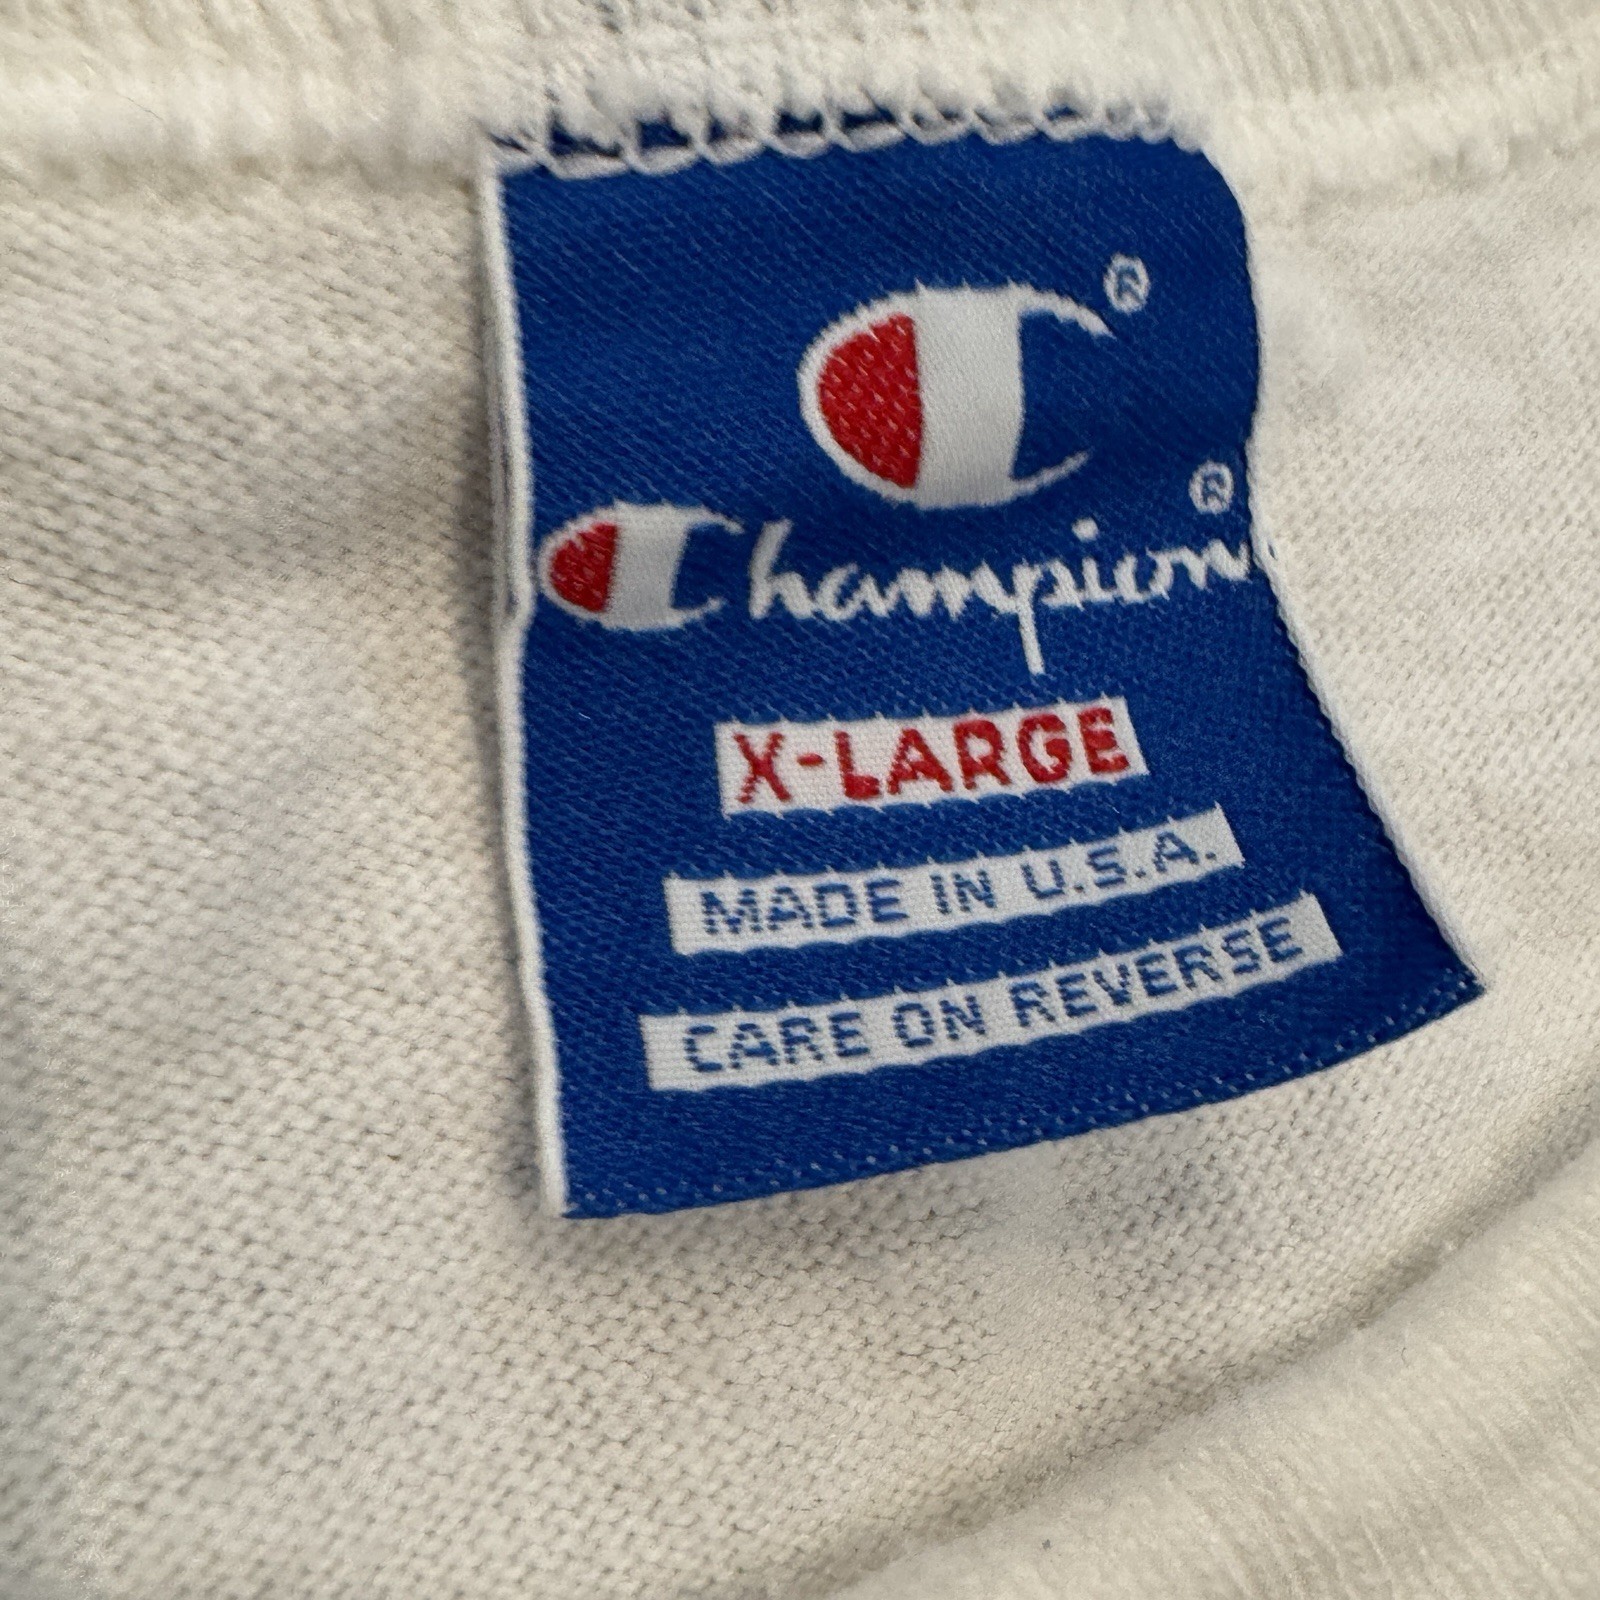 C®
Champion®
X-LARGE
MADE IN U.S.A.
CARE ON REVERSE